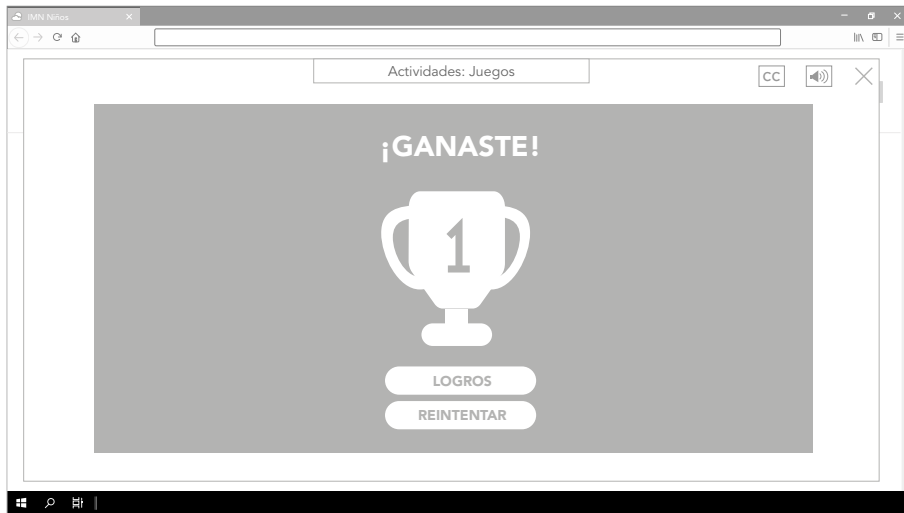 IMN Niños
Actividades: Juegos
CC
¡GANASTE!
1
LOGROS
REINTENTAR